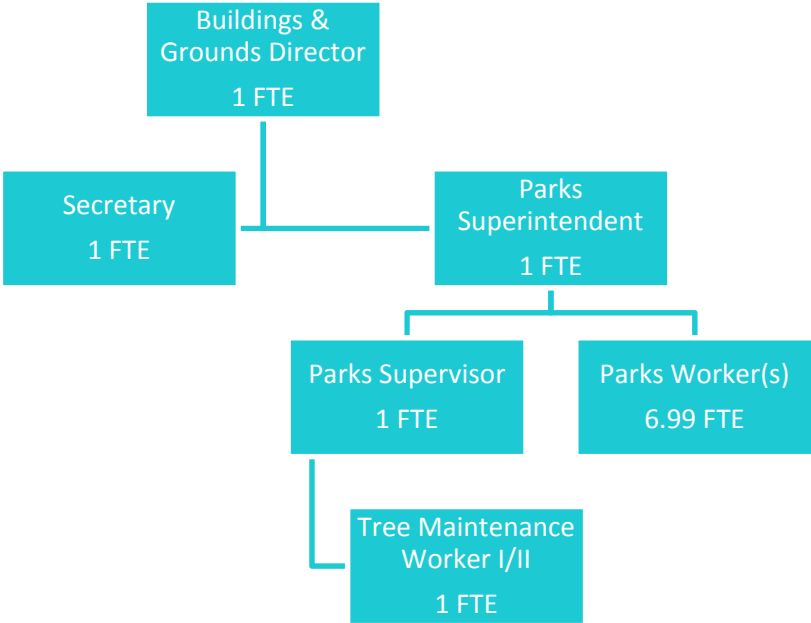 Buildings &
Grounds Director
1 FTE
Secretary
1 FTE
Parks
Superintendent
1 FTE
Parks Supervisor
1 FTE
Parks Worker(s)
6.99 FTE
Tree Maintenance
Worker I/II
1 FTE